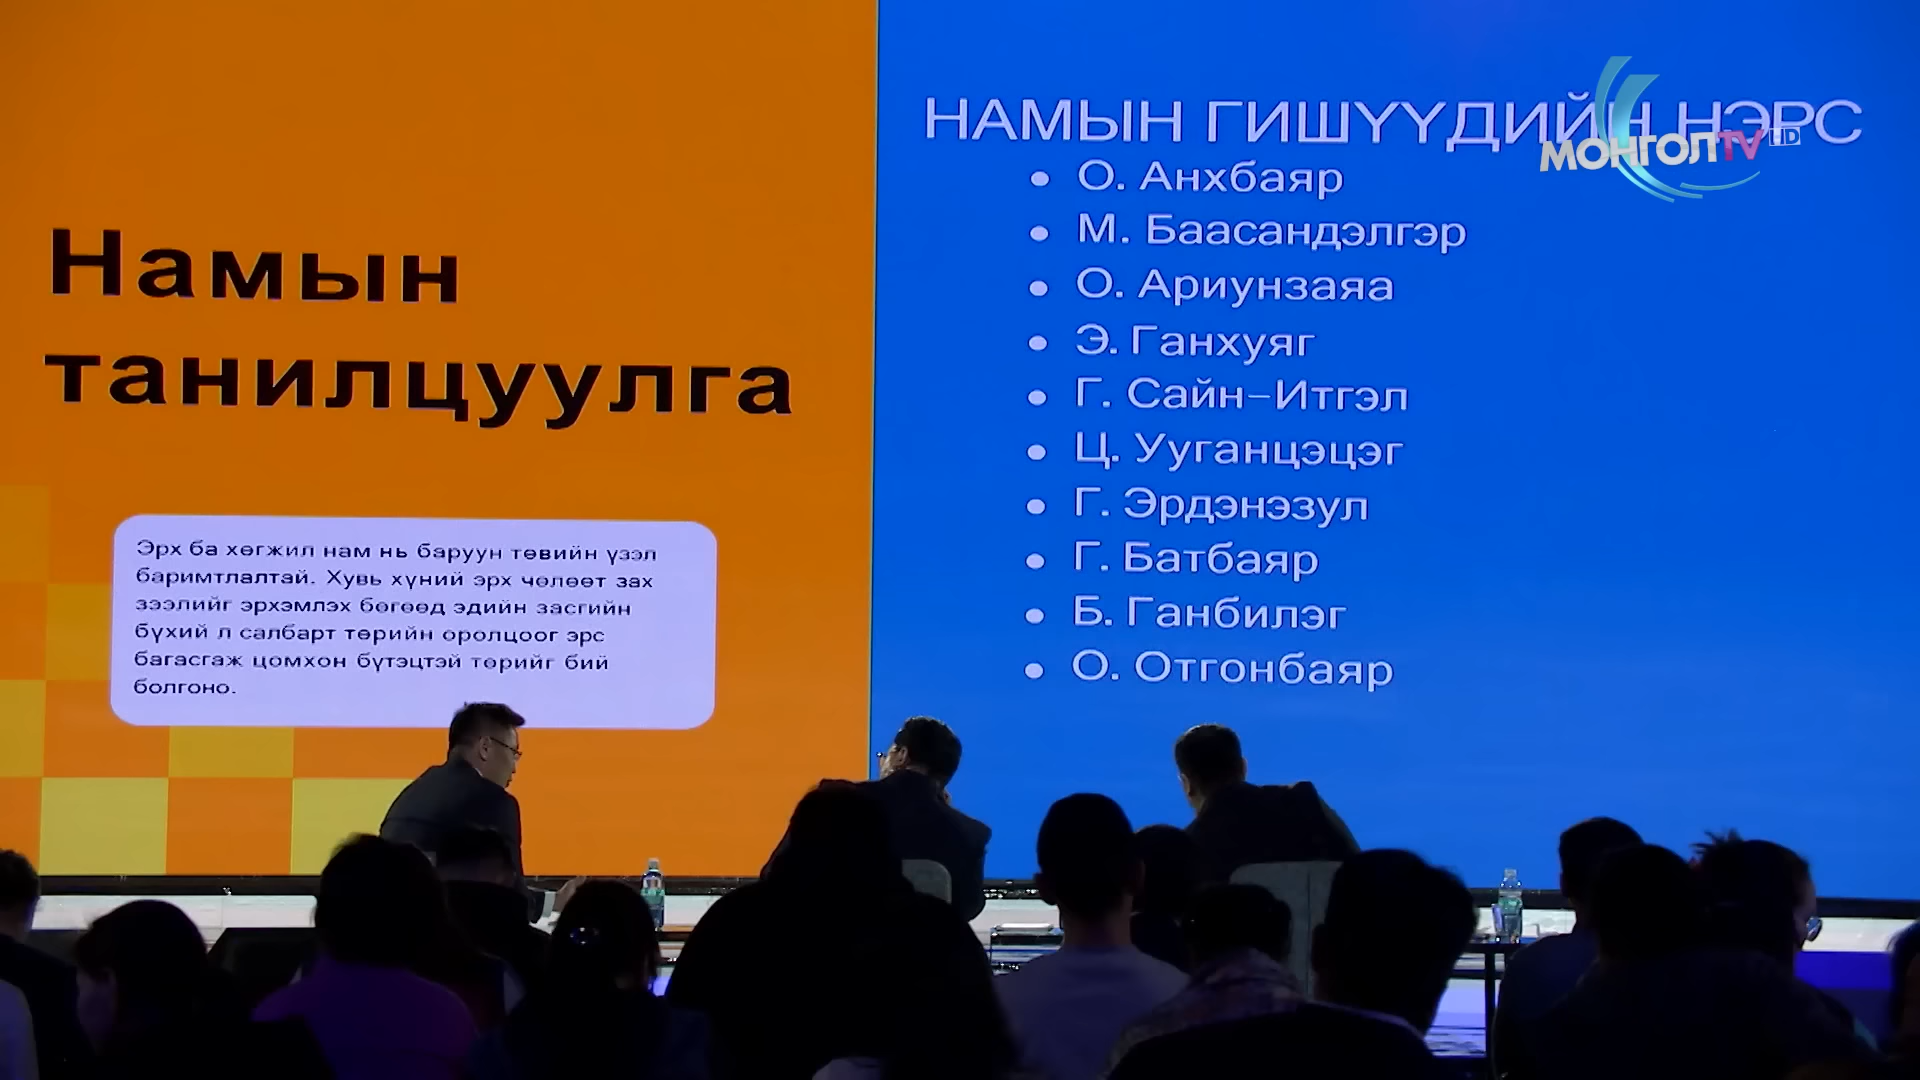 Намын
танилцуулга
Эрх ба хөгжил нам нь баруун төвийн үзэл
баримтлалтай. Хувь хүний эрх чөлөөт зах
зээлийг эрхэмлэх бөгөөд эдийн засгийн
бүхий л салбарт төрийн оролцоог эрс
багасгаж цомхон бүтэцтэй төрийг бий
болгоно.
НАМЫН ГИШҮҮДИЙН НЭРС
О. Анхбаяр
М. Баасандэлгэр
О. Ариунзаяа
Э. Ганхуяг
Г. Сайн-Итгэл
Ц. Ууганцэцэг
Г. Эрдэнэзул
Г. Батбаяр
Б. Ганбилэг
О. Отгонбаяр
МОНГОЛTV HD